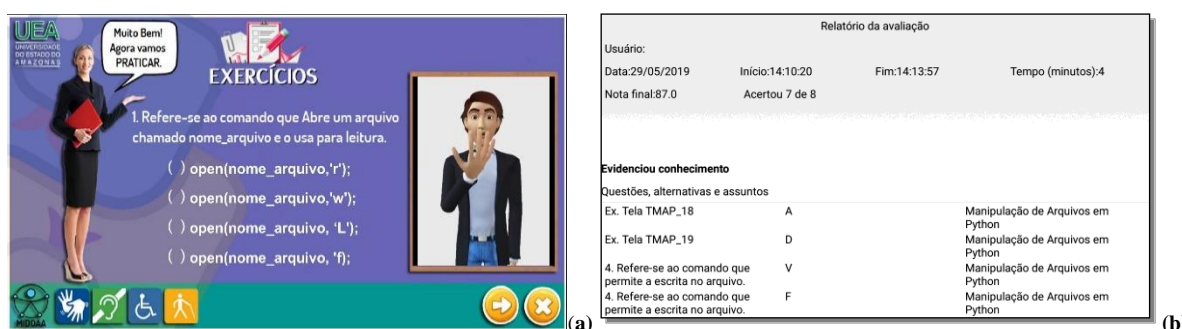 UEA
UNIVERSIDADE
DO ESTADO DO
AMAZONAS
Muito Bem!
Agora vamos
PRATICAR.
EXERCÍCIOS
1. Refere-se ao comando que Abre um arquivo
chamado nome_arquivo e o usa para leitura.
( ) open(nome_arquivo,'r');
( ) open(nome_arquivo,'w');
( ) open(nome_arquivo, 'L');
( ) open(nome_arquivo, 'f);
MIDOAA
(a)
Relatório da avaliação
Usuário:
Data:29/05/2019 Início:14:10:20 Fim:14:13:57 Tempo (minutos):4
Nota final:87.0 Acertou 7 de 8
Evidenciou conhecimento
Questões, alternativas e assuntos
Ex. Tela TMAP_18 A Manipulação de Arquivos em
Python
Ex. Tela TMAP_19 D Manipulação de Arquivos em
Python
4. Refere-se ao comando que V Manipulação de Arquivos em
permite a escrita no arquivo. Python
4. Refere-se ao comando que F Manipulação de Arquivos em
permite a escrita no arquivo. Python
(b